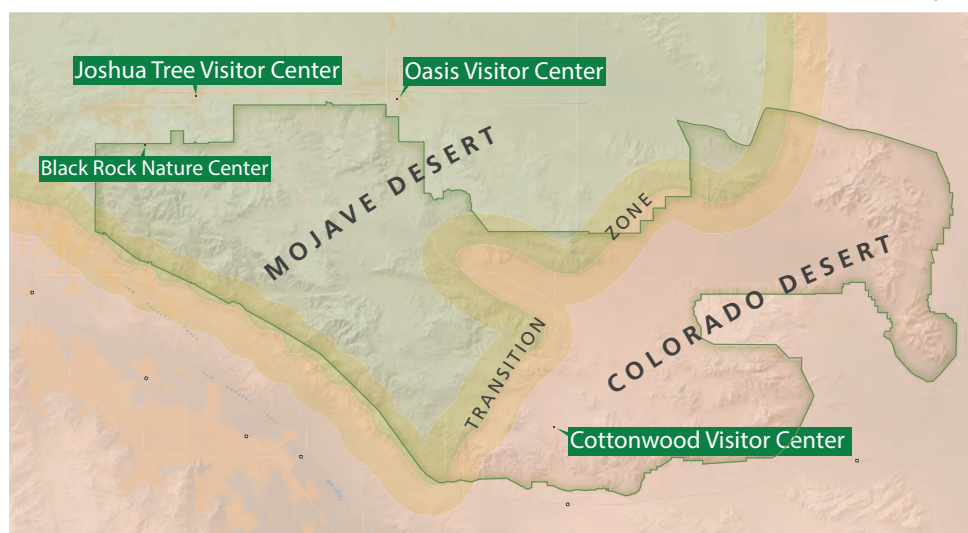 Joshua Tree Visitor Center
Oasis Visitor Center
Black Rock Nature Center
MOJAVE DESERT
ZONE
TRANSITION
COLORADO DESERT
Cottonwood Visitor Center